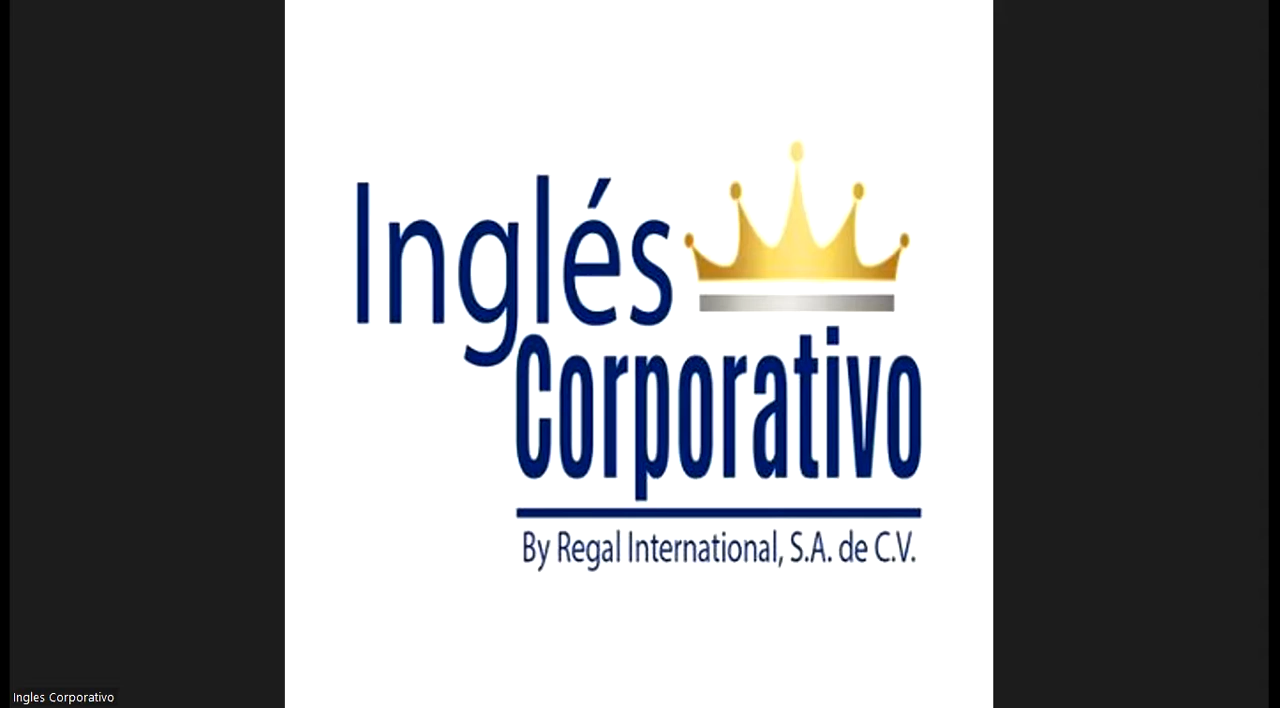 Inglés
Corporativo
By Regal International, S.A. de C.V.
Ingles Corporativo